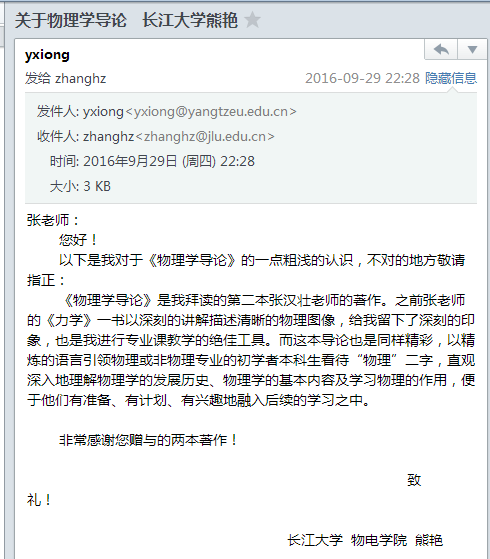 关于物理学导论　长江大学熊艳
yxiong
发给 zhanghz 2016-09-29 22:28 隐藏信息
发件人: yxiong<yxiong@yangtzeu.edu.cn>
收件人: zhanghz<zhanghz@jlu.edu.cn>
时间: 2016年9月29日 (周四) 22:28
大小: 3 KB
张老师：
您好！
以下是我对于《物理学导论》的一点粗浅的认识，不对的地方敬请
指正：
《物理学导论》是我拜读的第二本张汉壮老师的著作。之前张老师
的《力学》一书以深刻的讲解描述清晰的物理图像，给我留下了深刻的印
象，也是我进行专业课教学的绝佳工具。而这本导论也是同样精彩，以精
炼的语言引领物理或非物理专业的初学者本科生看待“物理”二字，直观
深入地理解物理学的发展历史、物理学的基本内容及学习物理的作用，便
于他们有准备、有计划、有兴趣地融入后续的学习之中。
非常感谢您赠与的两本著作！
致
礼！
长江大学 物电学院 熊艳